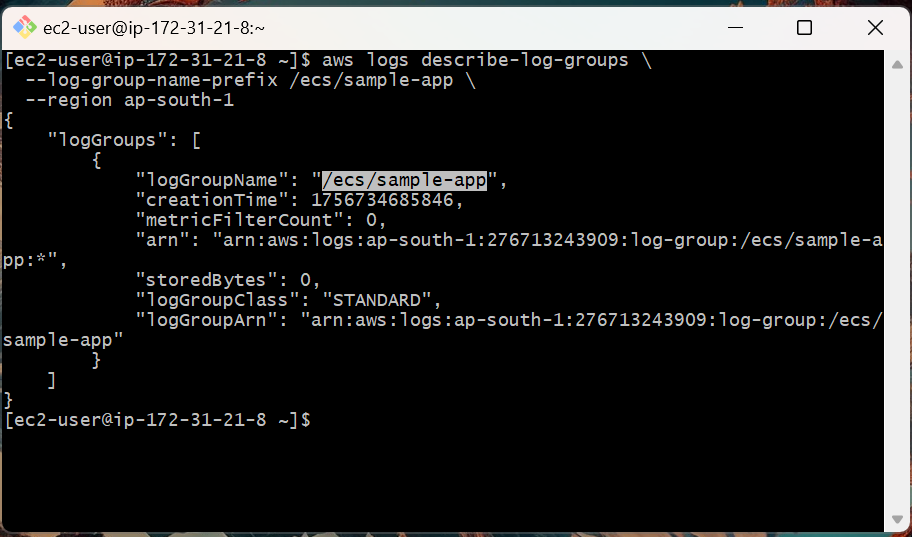 ec2-user@ip-172-31-21-8:~
[ec2-user@ip-172-31-21-8 ~]$ aws logs describe-log-groups \
  --log-group-name-prefix /ecs/sample-app \
  --region ap-south-1
{
    "logGroups": [
        {
            "logGroupName": "/ecs/sample-app",
            "creationTime": 1756734685846,
            "metricFilterCount": 0,
            "arn": "arn:aws:logs:ap-south-1:276713243909:log-group:/ecs/sample-a
pp:*",
            "storedBytes": 0,
            "logGroupClass": "STANDARD",
            "logGroupArn": "arn:aws:logs:ap-south-1:276713243909:log-group:/ecs/
sample-app"
        }
    ]
}
[ec2-user@ip-172-31-21-8 ~]$